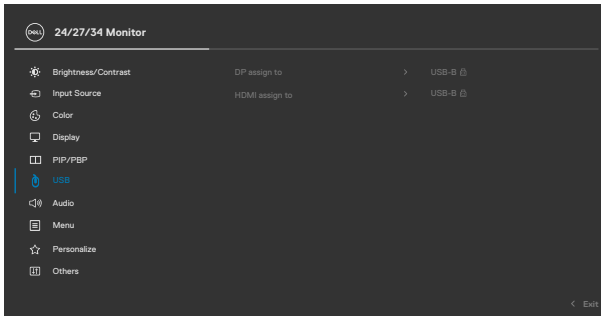 DELL
24/27/34 Monitor
Brightness/Contrast
DP assign to > USB-B
Input Source
HDMI assign to > USB-B
Color
Display
PIP/PBP
USB
Audio
Menu
Personalize
Others
< Exit